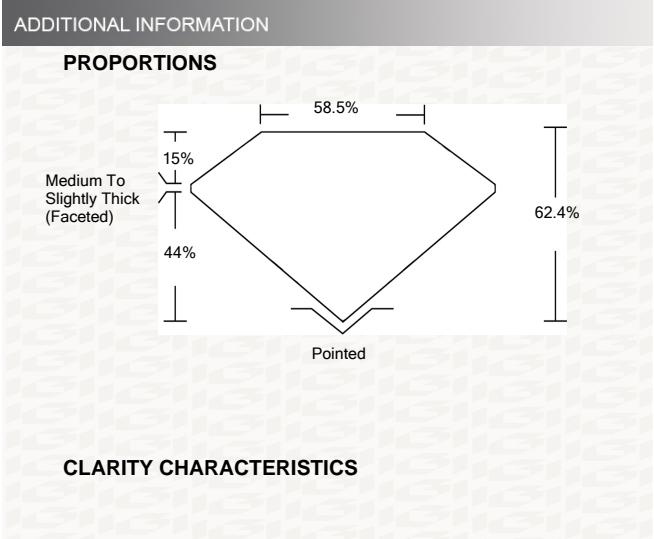 ADDITIONAL INFORMATION
PROPORTIONS
58.5%
15%
Medium To
Slightly Thick
(Faceted)
62.4%
44%
Pointed
CLARITY CHARACTERISTICS